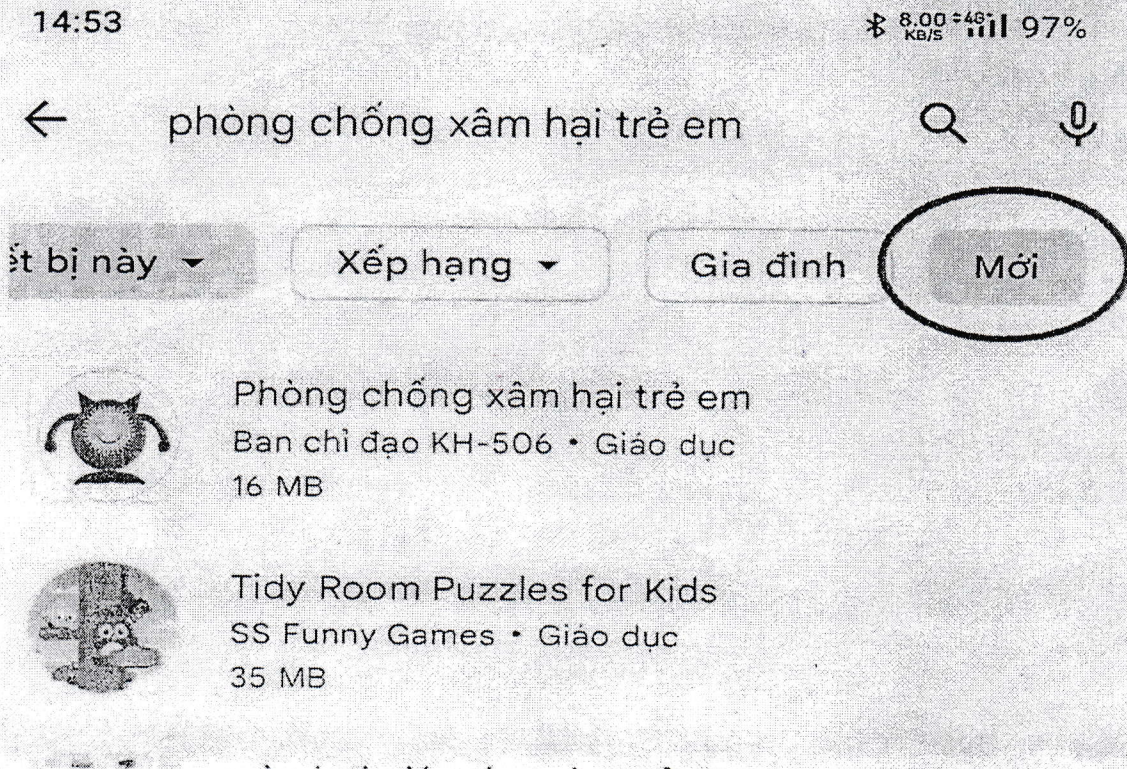 14:53
8.00 KB/S 4G 97%
phòng chống xâm hại trẻ em
ết bị này Xếp hạng Gia đình Mới
Phòng chống xâm hại trẻ em
Ban chỉ đạo KH-506 • Giáo dục
16 MB
Tidy Room Puzzles for Kids
SS Funny Games • Giáo dục
35 MB